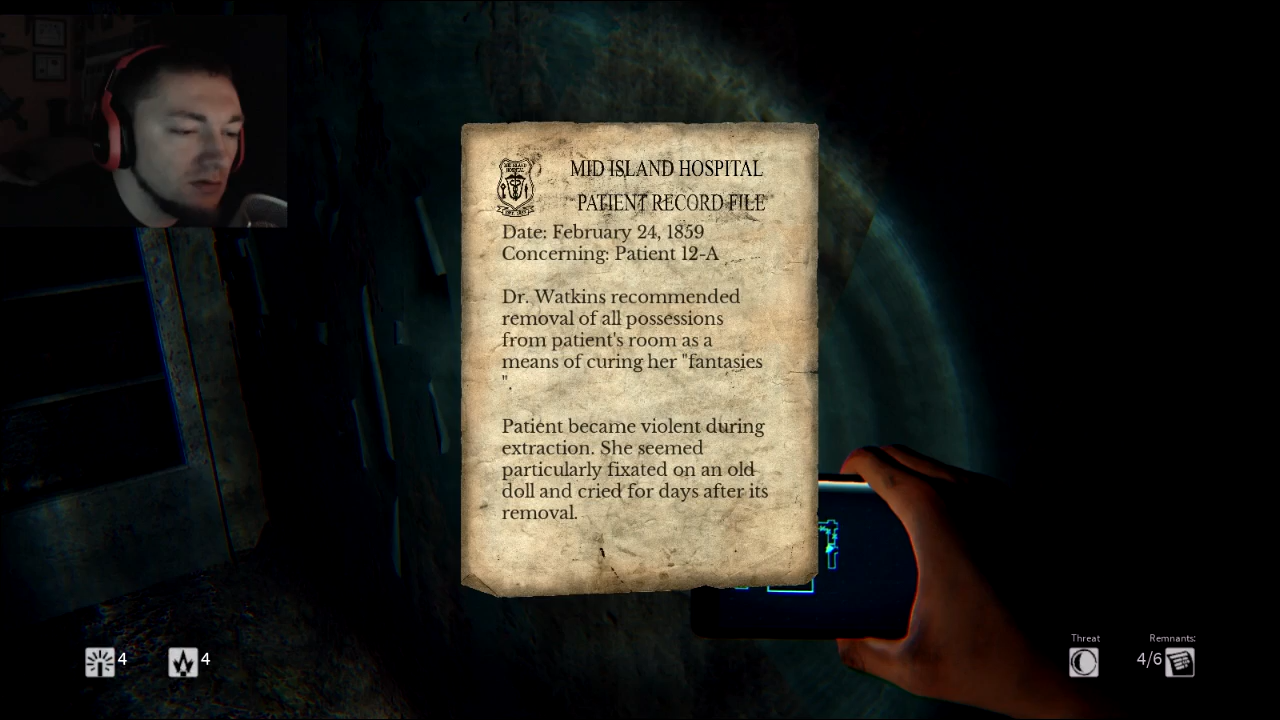 MID ISLAND HOSPITAL
PATIENT RECORD FILE
Date: February 24, 1859
Concerning: Patient 12-A
Dr. Watkins recommended
removal of all possessions
from patient's room as a
means of curing her "fantasies
".
Patient became violent during
extraction. She seemed
particularly fixated on an old
doll and cried for days after its
removal.
4
4
Threat
Remnants:
4/6